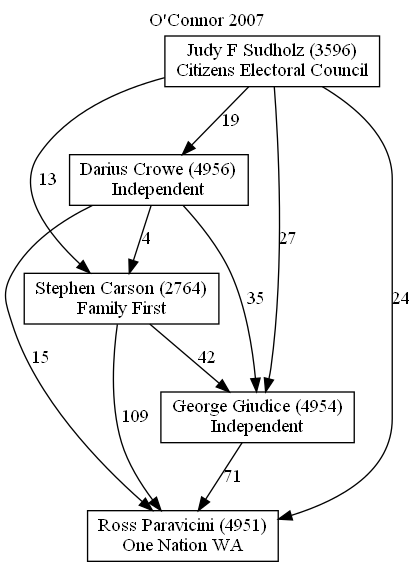 O'Connor 2007
Judy F Sudholz (3596)
Citizens Electoral Council
19
Darius Crowe (4956)
Independent
13
4
27
Stephen Carson (2764)
Family First
35
24
15
42
109
George Giudice (4954)
Independent
71
Ross Paravicini (4951)
One Nation WA